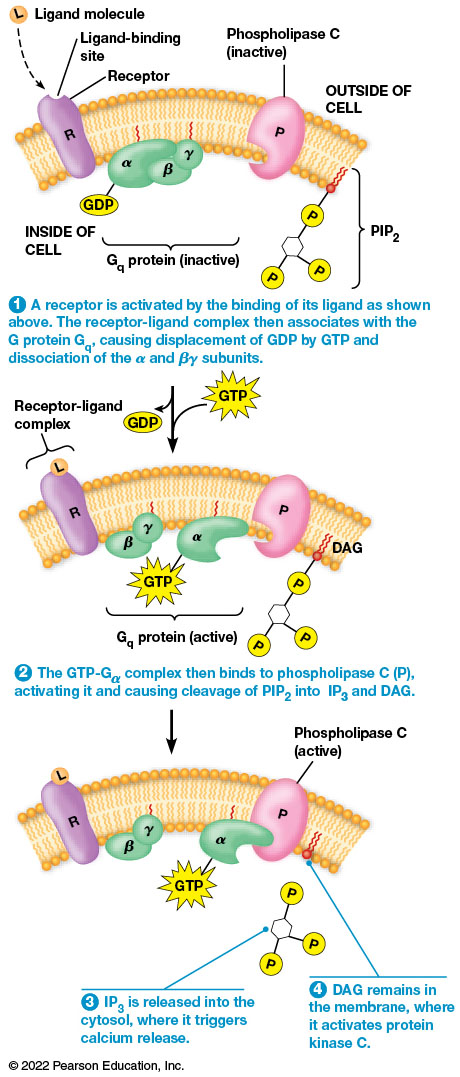 L Ligand molecule
Ligand-binding
site
Receptor
Phospholipase C
(inactive)
OUTSIDE OF
CELL
R
α
β
γ
P
GDP
P
P
P
PIP2
INSIDE OF
CELL
Gq protein (inactive)
1 A receptor is activated by the binding of its ligand as shown
above. The receptor-ligand complex then associates with the
G protein Gq, causing displacement of GDP by GTP and
dissociation of the α and βγ subunits.
Receptor-ligand
complex
GDP
GTP
L
R
β
γ
α
P
GTP
DAG
P
P
P
Gq protein (active)
2 The GTP-Gα complex then binds to phospholipase C (P),
activating it and causing cleavage of PIP2 into IP3 and DAG.
Phospholipase C
(active)
L
R
β
γ
α
P
GTP
P
P
P
3 IP3 is released into the
cytosol, where it triggers
calcium release.
4 DAG remains in
the membrane, where
it activates protein
kinase C.
© 2022 Pearson Education, Inc.